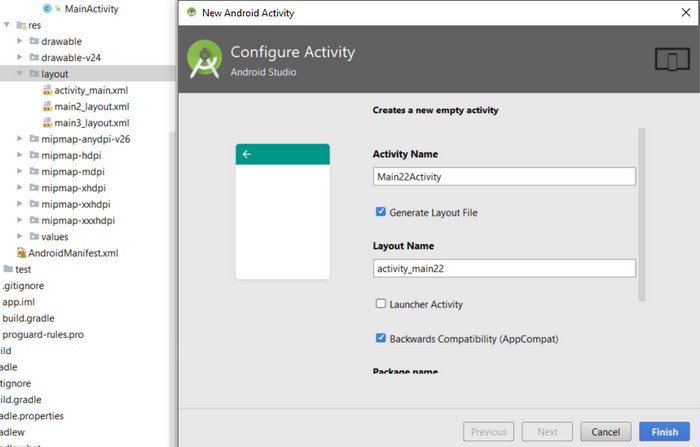 MainActivity
res
drawable
drawable-v24
layout
activity_main.xml
main2_layout.xml
main3_layout.xml
mipmap-anydpi-v26
mipmap-hdpi
mipmap-mdpi
mipmap-xhdpi
mipmap-xxhdpi
mipmap-xxxhdpi
values
AndroidManifest.xml
test
.gitignore
app.iml
build.gradle
proguard-rules.pro
ild
adle
itignore
ild.gradle
adle.properties
adlew
New Android Activity
Configure Activity
Android Studio
Creates a new empty activity
Activity Name
Main22Activity
Generate Layout File
Layout Name
activity_main22
Launcher Activity
Backwards Compatibility (AppCompat)
Package name
Previous
Next
Cancel
Finish